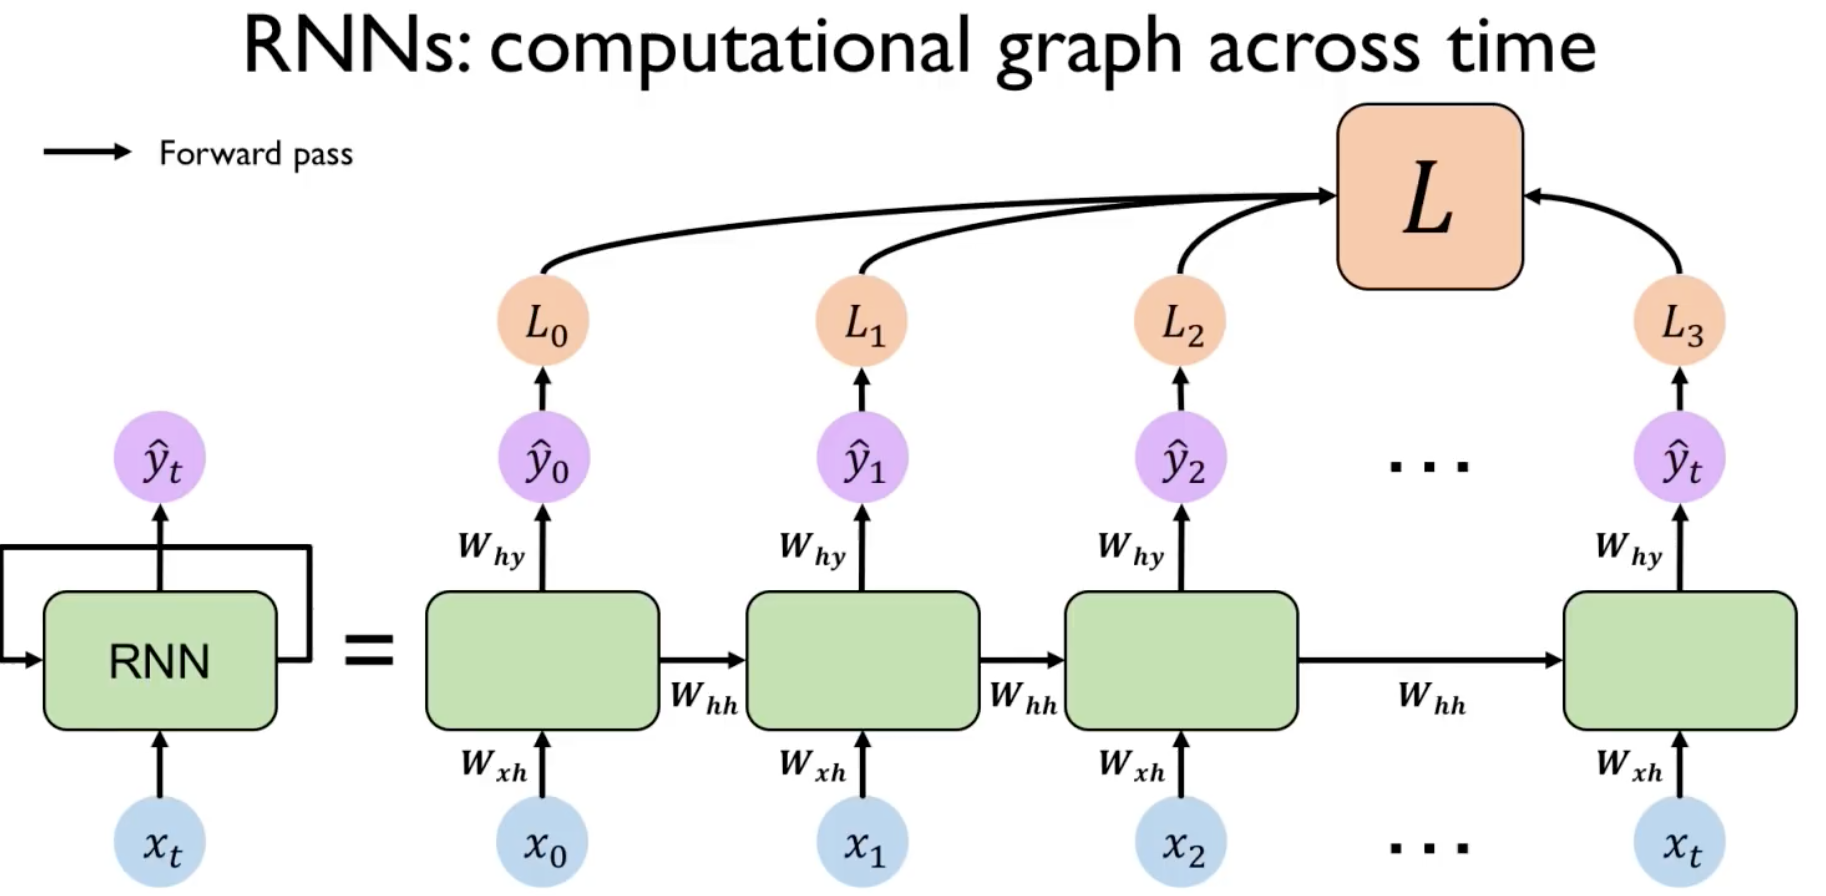 RNNs: computational graph across time
Forward pass
L
L₀ L₁ L₂ L₃
ŷₜ ŷ₀ ŷ₁ ŷ₂ ... ŷₜ
W_hy W_hy W_hy W_hy
RNN =
W_hh W_hh W_hh
W_xh W_xh W_xh W_xh
xₜ x₀ x₁ x₂ ... xₜ